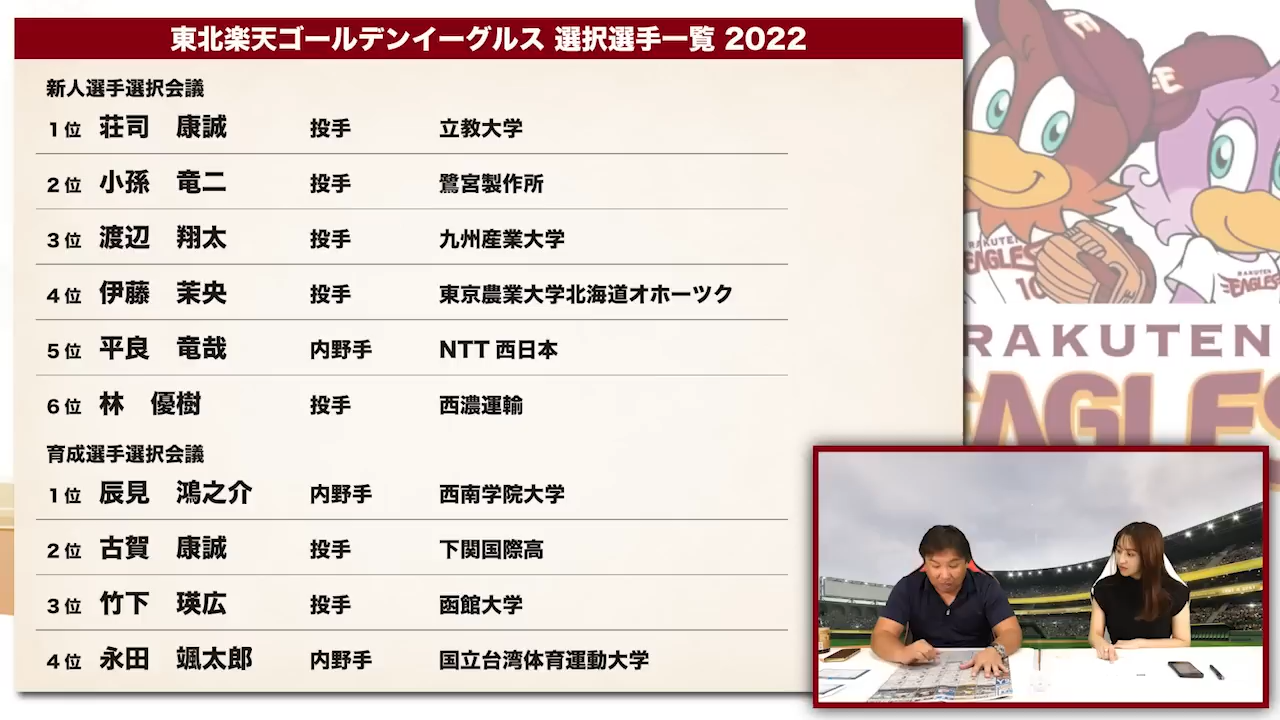 東北楽天ゴールデンイーグルス 選択選手一覧 2022
新人選手選択会議
1位 荘司 康誠 投手 立教大学
2位 小孫 竜二 投手 鷺宮製作所
3位 渡辺 翔太 投手 九州産業大学
4位 伊藤 茉央 投手 東京農業大学北海道オホーツク
5位 平良 竜哉 内野手 NTT西日本
6位 林 優樹 投手 西濃運輸
育成選手選択会議
1位 辰見 鴻之介 内野手 西南学院大学
2位 古賀 康誠 投手 下関国際高
3位 竹下 瑛広 投手 函館大学
4位 永田 颯太郎 内野手 国立台湾体育運動大学
E
E
RAKUTEN
EAGLES
10
RAKUTEN
EAGLES
RAKUTEN
EAGLES